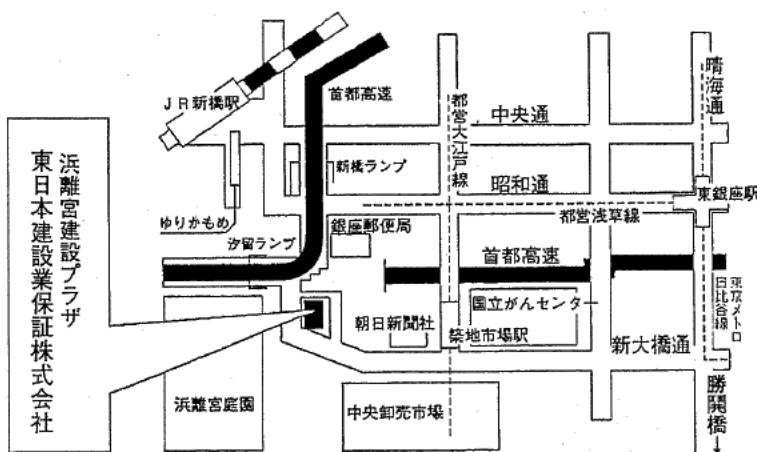 浜離宮建設プラザ
東日本建設業保証株式会社
JR新橋駅
首都高速
都営大江戸線
中央通
晴海通
新橋ランプ
昭和通
東銀座駅
ゆりかもめ
都営浅草線
汐留ランプ
銀座郵便局
首都高速
東京メトロ
日比谷線
国立がんセンター
朝日新聞社
築地市場駅
新大橋通
浜離宮庭園
中央卸売市場
勝鬨橋